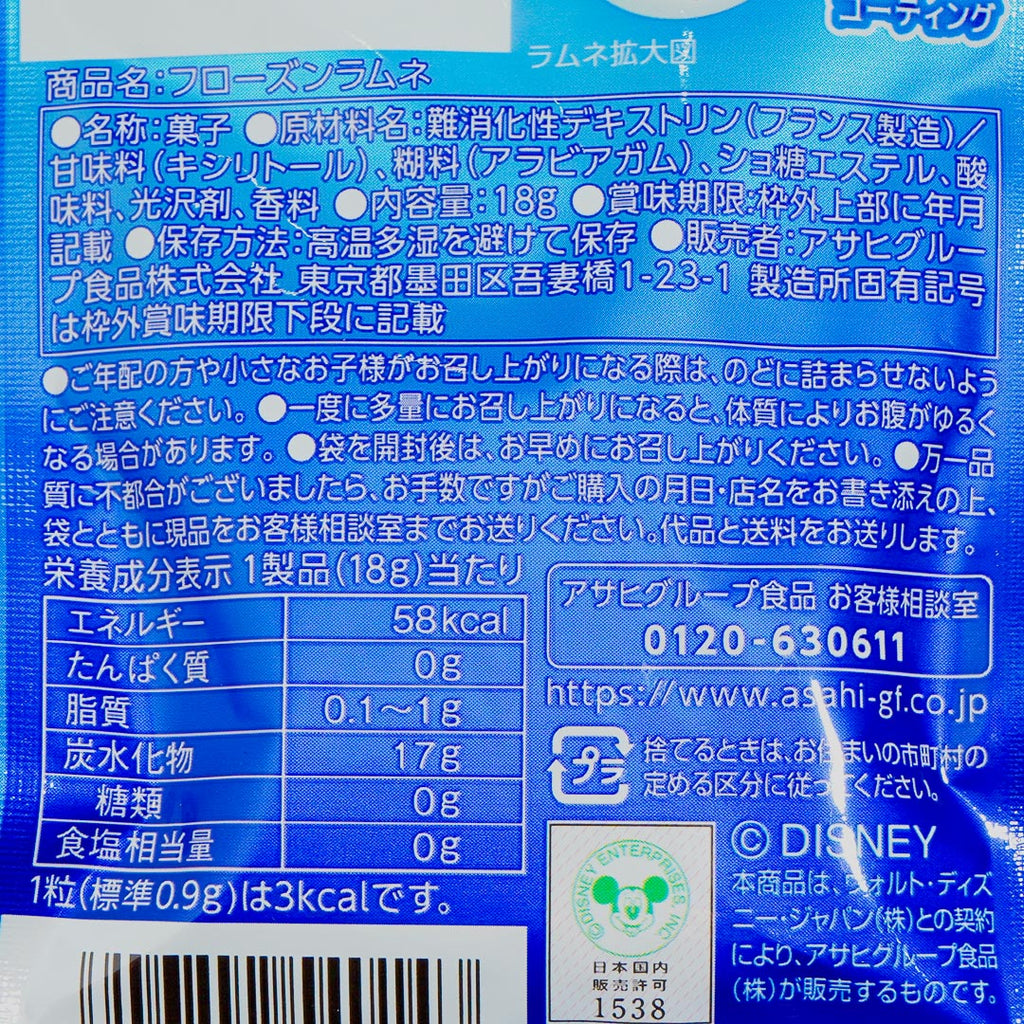 コーティング
ラムネ拡大図
商品名:フローズンラムネ
●名称:菓子 ●原材料名:難消化性デキストリン(フランス製造)/
甘味料(キシリトール)、糊料(アラビアガム)、ショ糖エステル、酸
味料、光沢剤、香料 ●内容量:18g ●賞味期限:枠外上部に年月
記載 ●保存方法:高温多湿を避けて保存 ●販売者:アサヒグルー
プ食品株式会社 東京都墨田区吾妻橋1-23-1 製造所固有記号
は枠外賞味期限下段に記載
●ご年配の方や小さなお子様がお召し上がりになる際は、のどに詰まらせないよう
にご注意ください。●一度に多量にお召し上がりになると、体質によりお腹がゆるく
なる場合があります。●袋を開封後は、お早めにお召し上がりください。●万一品
質に不都合がございましたら、お手数ですがご購入の月日・店名をお書き添えの上、
袋とともに現品をお客様相談室までお送りください。代品と送料をお送りします。
栄養成分表示 1製品(18g)当たり
エネルギー 58kcal
たんぱく質 0g
脂質 0.1〜1g
炭水化物 17g
糖類 0g
食塩相当量 0g
1粒(標準0.9g)は3kcalです。
アサヒグループ食品 お客様相談室
0120-630611
https://www.asahi-gf.co.jp
プラ
捨てるときは、お住まいの市町村の
定める区分に従ってください。
©DISNEY ENTERPRISES, INC
日本国内
販売許可
1538
©DISNEY
本商品は、ウォルト・ディズ
ニー・ジャパン(株)との契約
により、アサヒグループ食品
(株)が販売するものです。